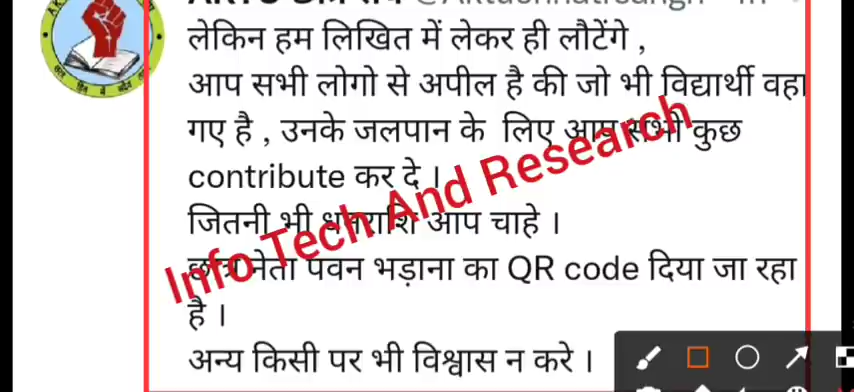 लेकिन हम लिखित में लेकर ही लौटेंगे ,
आप सभी लोगो से अपील है की जो भी विद्यार्थी वहा
गए है , उनके जलपान के लिए आप सभी कुछ
contribute कर दे ।
जितनी भी धनराशि आप चाहे ।
छात्र नेता पवन भड़ाना का QR code दिया जा रहा
है ।
अन्य किसी पर भी विश्वास न करे ।
Info Tech And Research